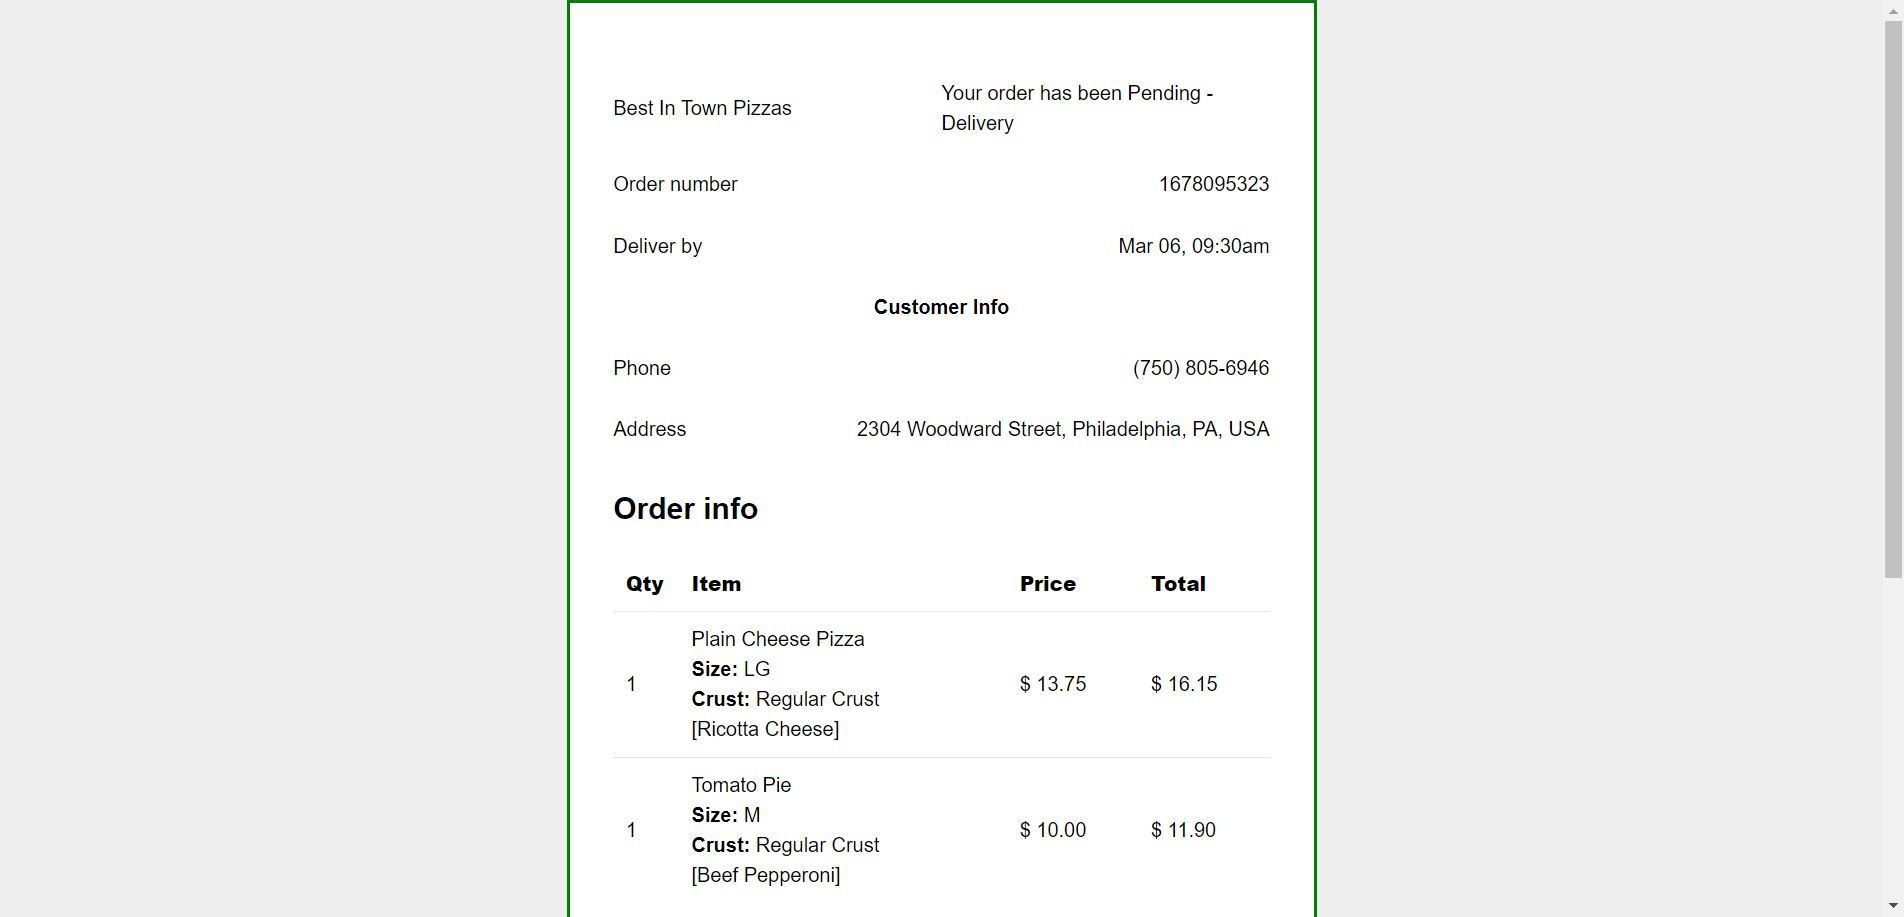 Best In Town Pizzas
Your order has been Pending -
Delivery
Order number 1678095323
Deliver by Mar 06, 09:30am
Customer Info
Phone (750) 805-6946
Address 2304 Woodward Street, Philadelphia, PA, USA
Order info
Qty Item Price Total
Plain Cheese Pizza
Size: LG
1 $ 13.75 $ 16.15
Crust: Regular Crust
[Ricotta Cheese]
Tomato Pie
Size: M
1 $ 10.00 $ 11.90
Crust: Regular Crust
[Beef Pepperoni]